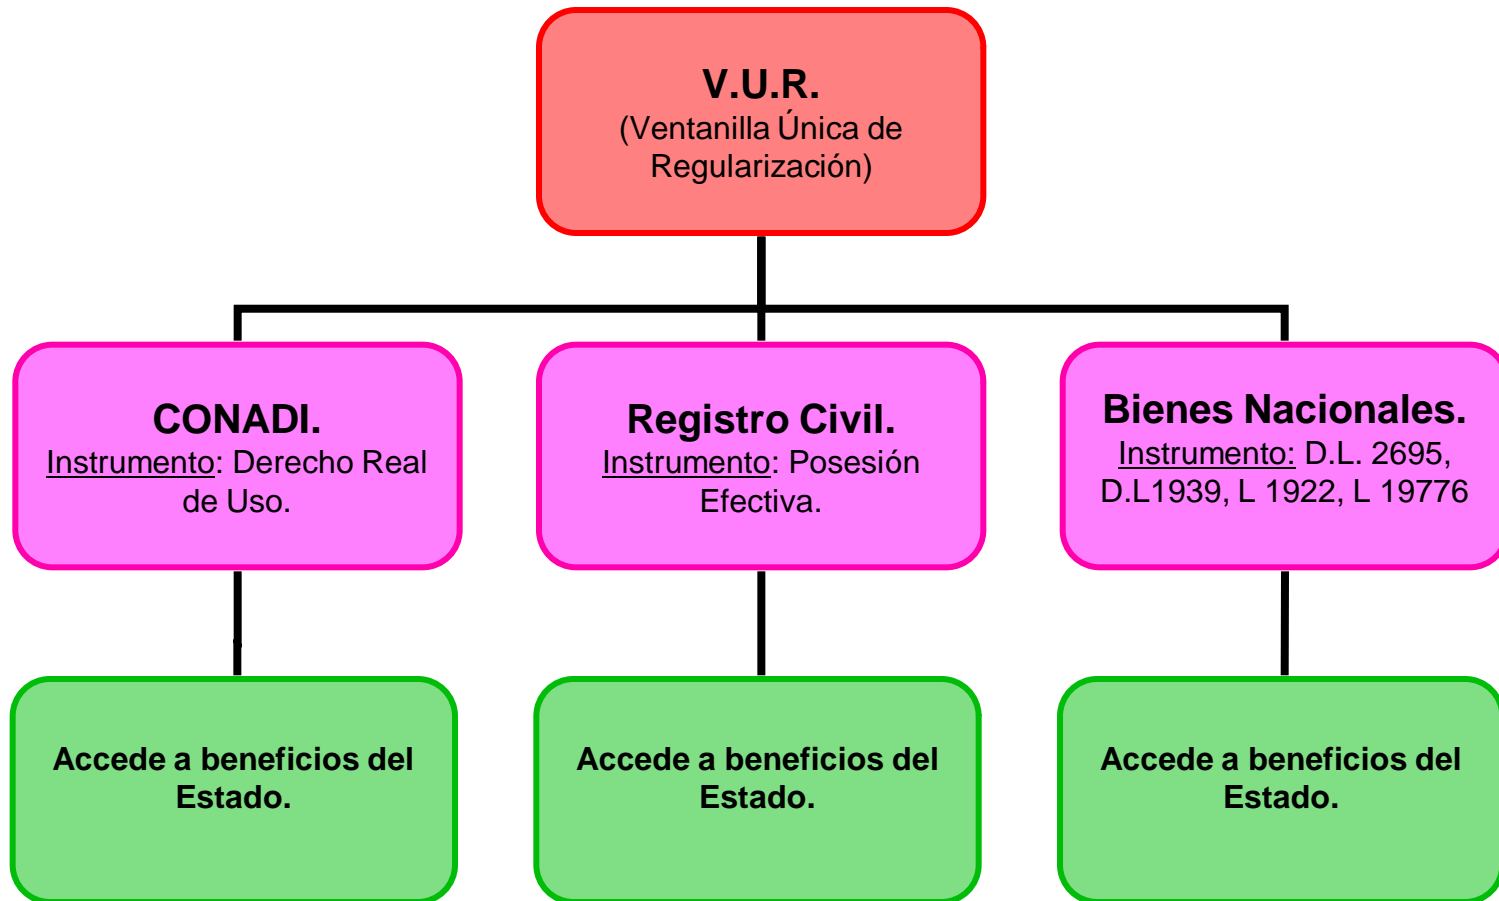 V.U.R.
(Ventanilla Única de
Regularización)
CONADI.
Instrumento: Derecho Real
de Uso.
Registro Civil.
Instrumento: Posesión
Efectiva.
Bienes Nacionales.
Instrumento: D.L. 2695,
D.L1939, L 1922, L 19776
Accede a beneficios del
Estado.
Accede a beneficios del
Estado.
Accede a beneficios del
Estado.